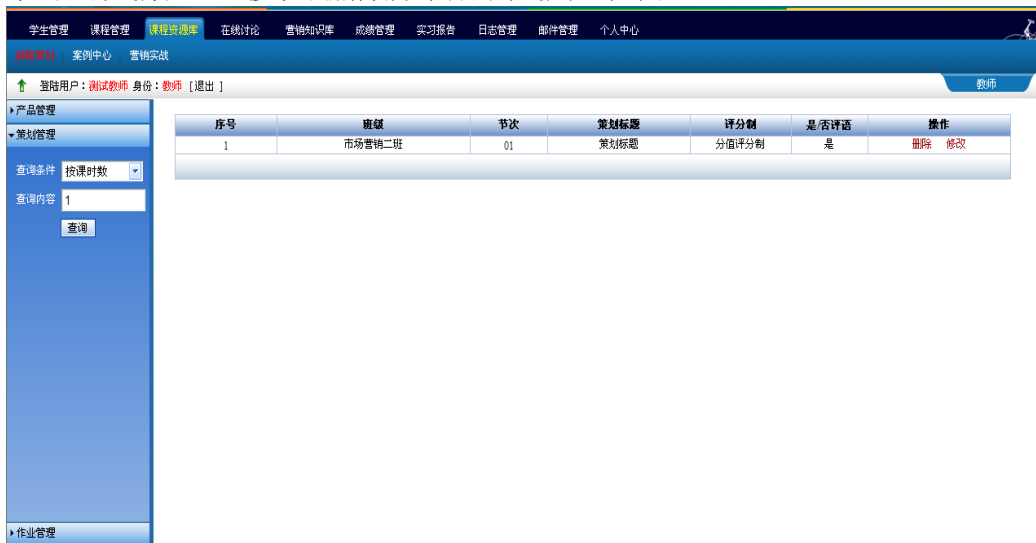 学生管理 课程管理 课程资源库 在线讨论 营销知识库 成绩管理 实习报告 日志管理 邮件管理 个人中心
案例中心 营销实战
登陆用户：测试教师 身份：教师 [退出 ] 教师
产品管理
策划管理
序号 班级 节次 策划标题 评分制 是/否评语 操作
1 市场营销二班 01 策划标题 分值评分制 是 删除 修改
查询条件 按课时数
查询内容 1
查询
作业管理